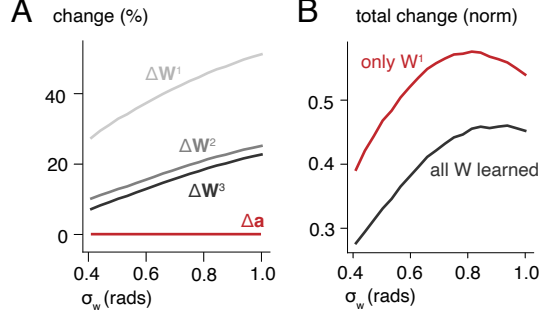 A
change (%)
ΔW¹
40
ΔW²
20
ΔW³
Δa
0
0.4
0.6
0.8
1.0
σw (rads)
B
total change (norm)
only W¹
0.5
0.4
all W learned
0.3
0.4
0.6
0.8
1.0
σw (rads)